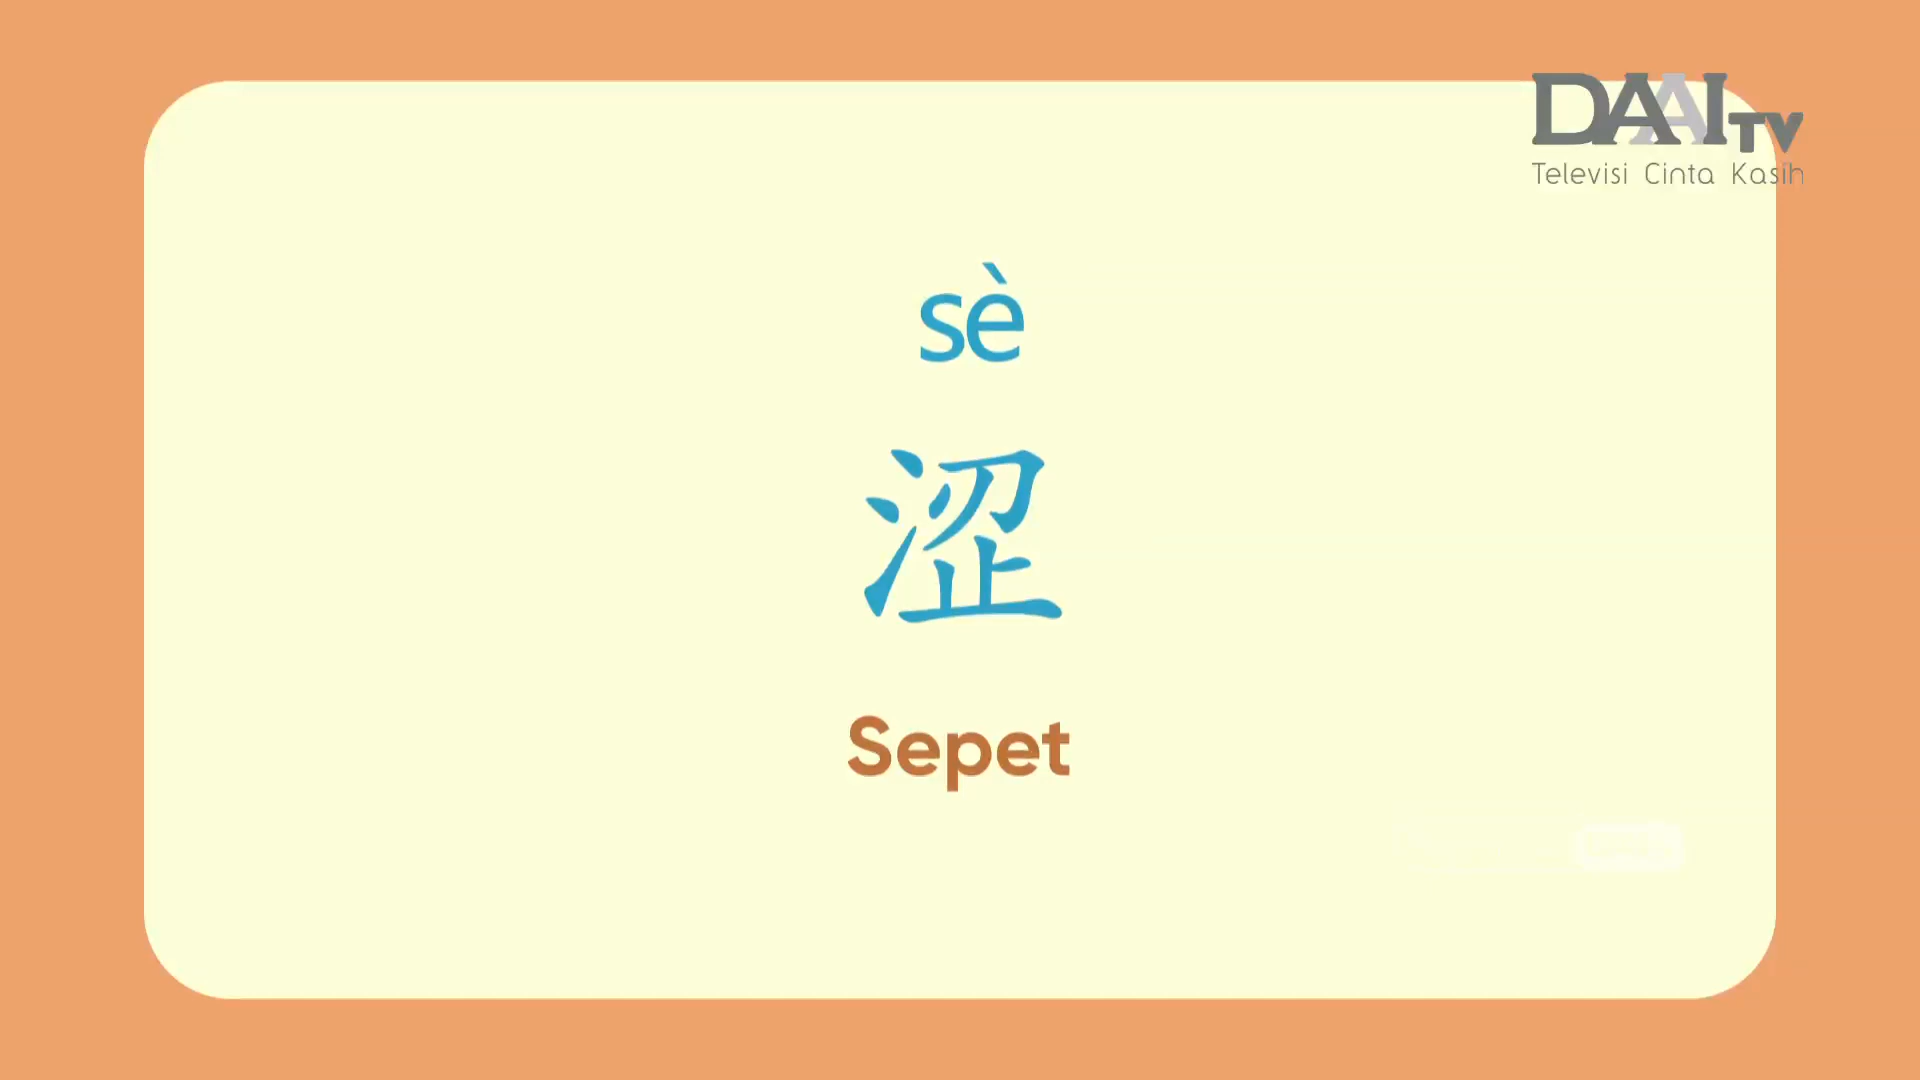 DAAI TV
Televisi Cinta Kasih
sè
涩
Sepet